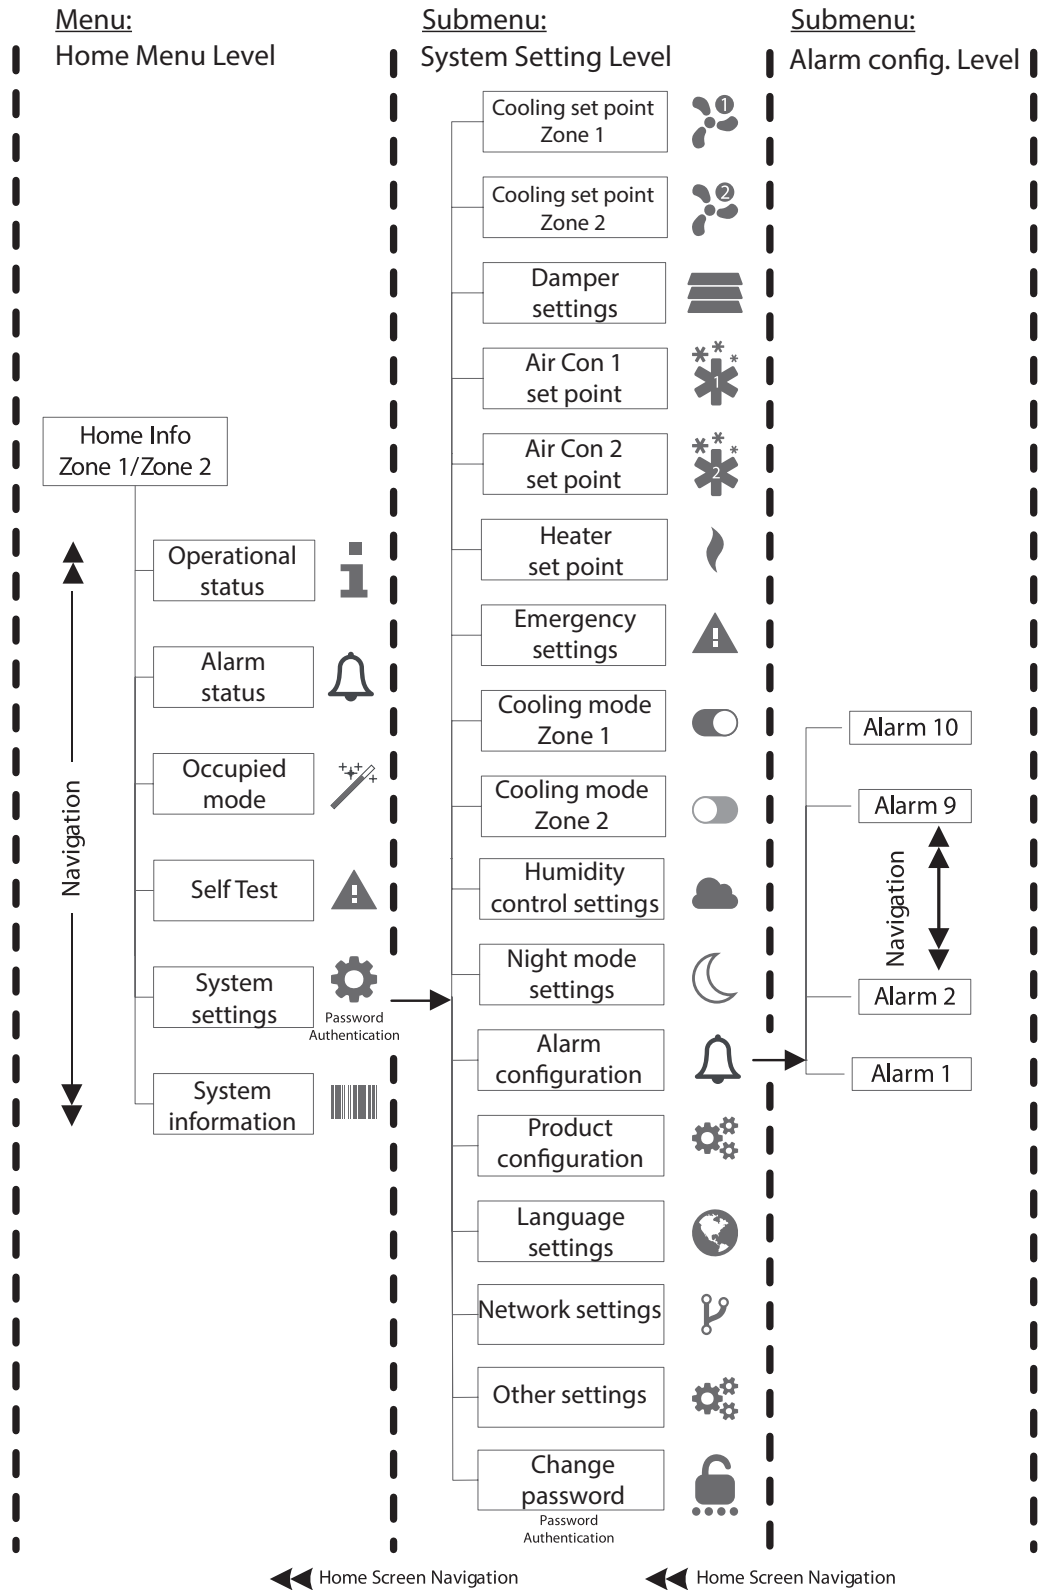 Menu:
Home Menu Level
Home Info
Zone 1/Zone 2
Operational
status
Alarm
status
Occupied
mode
Self Test
System
settings
Password
Authentication
System
information
Navigation
Submenu:
System Setting Level
Cooling set point
Zone 1
1
Cooling set point
Zone 2
2
Damper
settings
Air Con 1
set point
1
Air Con 2
set point
2
Heater
set point
Emergency
settings
Cooling mode
Zone 1
Cooling mode
Zone 2
Humidity
control settings
Night mode
settings
Alarm
configuration
Product
configuration
Language
settings
Network settings
Other settings
Change
password
Password
Authentication
Submenu:
Alarm config. Level
Alarm 10
Alarm 9
Navigation
Alarm 2
Alarm 1
Home Screen Navigation
Home Screen Navigation